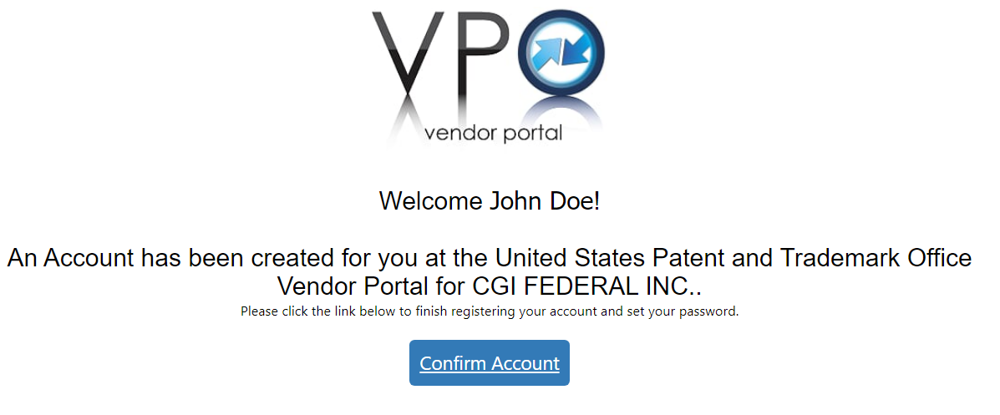 VPO
vendor portal
Welcome John Doe!
An Account has been created for you at the United States Patent and Trademark Office
Vendor Portal for CGI FEDERAL INC..
Please click the link below to finish registering your account and set your password.
Confirm Account